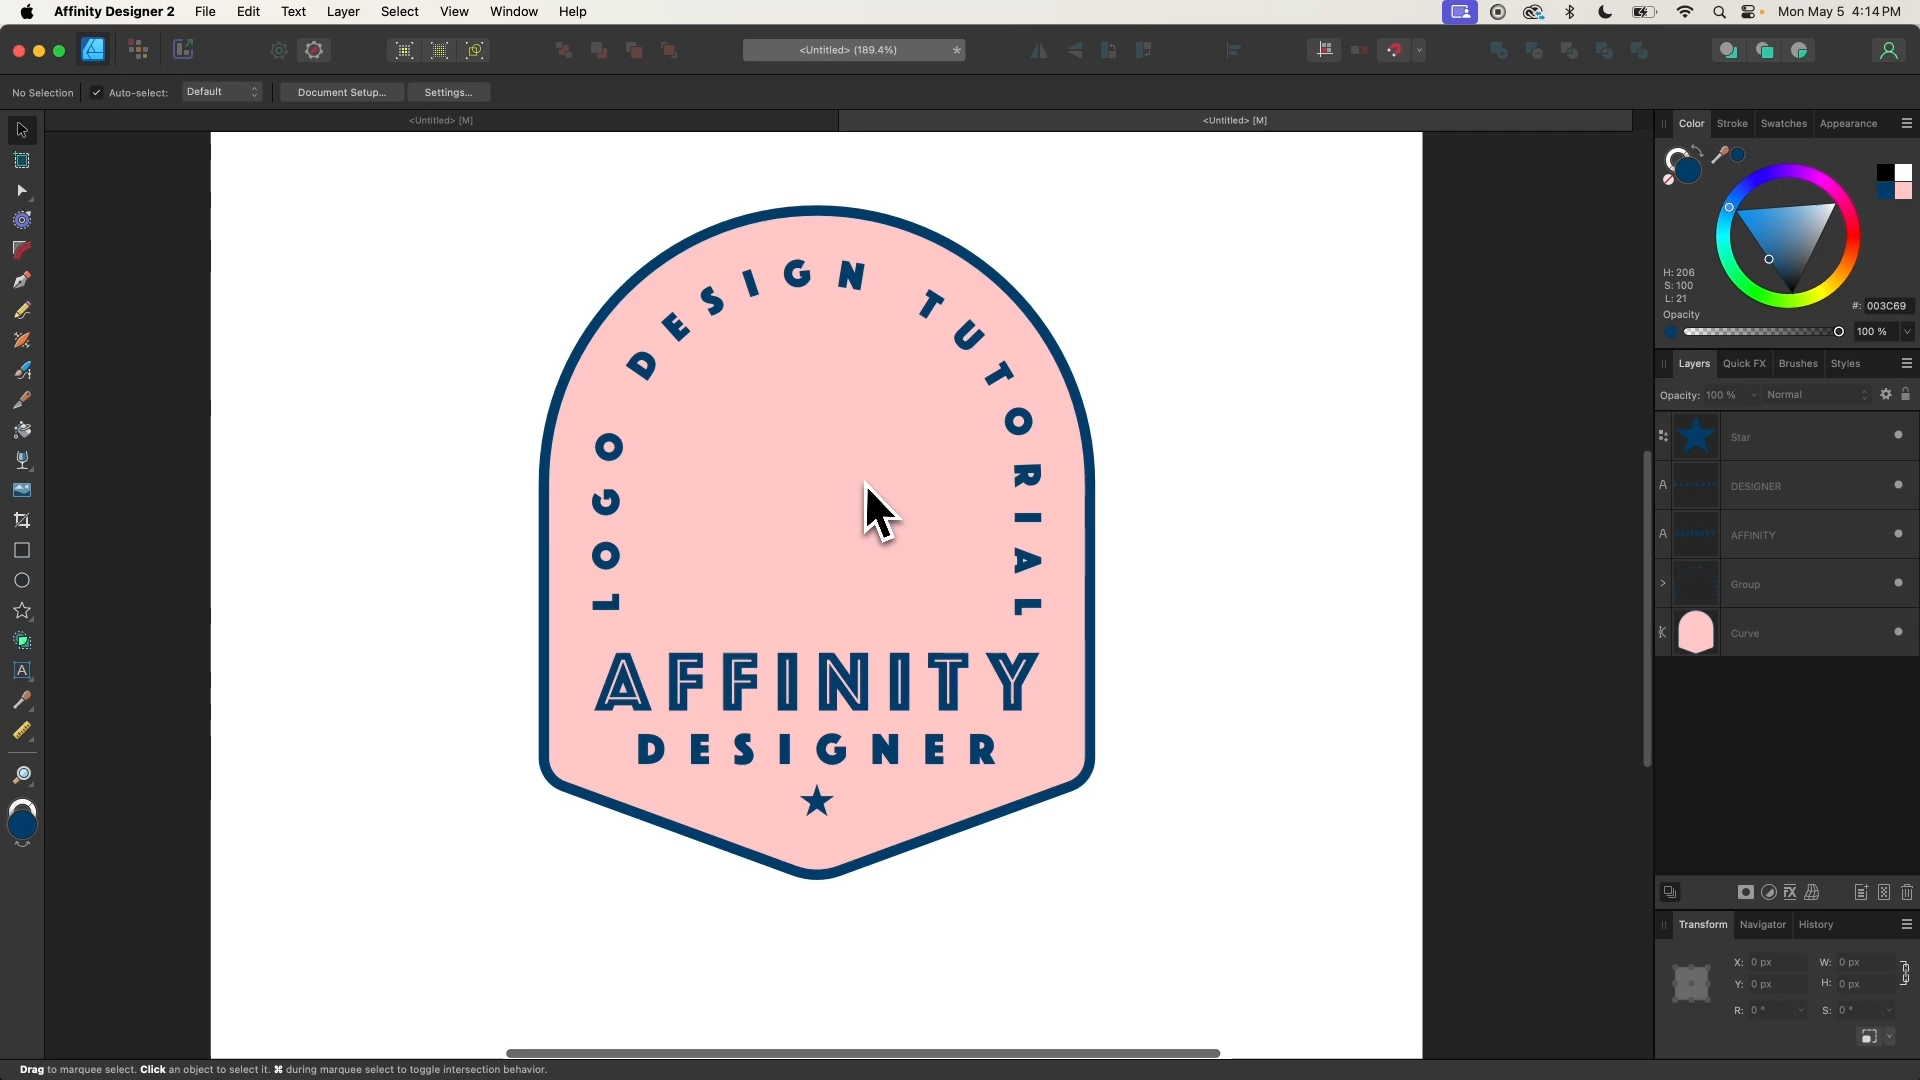 Affinity Designer 2 File Edit Text Layer Select View Window Help Mon May 5 4:14 PM
<Untitled> (189.4%) *
No Selection Auto-select: Default Document Setup... Settings...
<Untitled> [M] <Untitled> [M]
Color Stroke Swatches Appearance
H: 206
S: 100
L: 21
#: 003C69
Opacity
100 %
Layers Quick FX Brushes Styles
Opacity: 100 % Normal
Star
A DESIGNER
A AFFINITY
Group
Curve
Transform Navigator History
X: 0 px W: 0 px
Y: 0 px H: 0 px
R: 0 ° S: 0 °
LOGO DESIGN TUTORIAL
AFFINITY
DESIGNER
Drag to marquee select. Click an object to select it. ⌘ during marquee select to toggle intersection behavior.